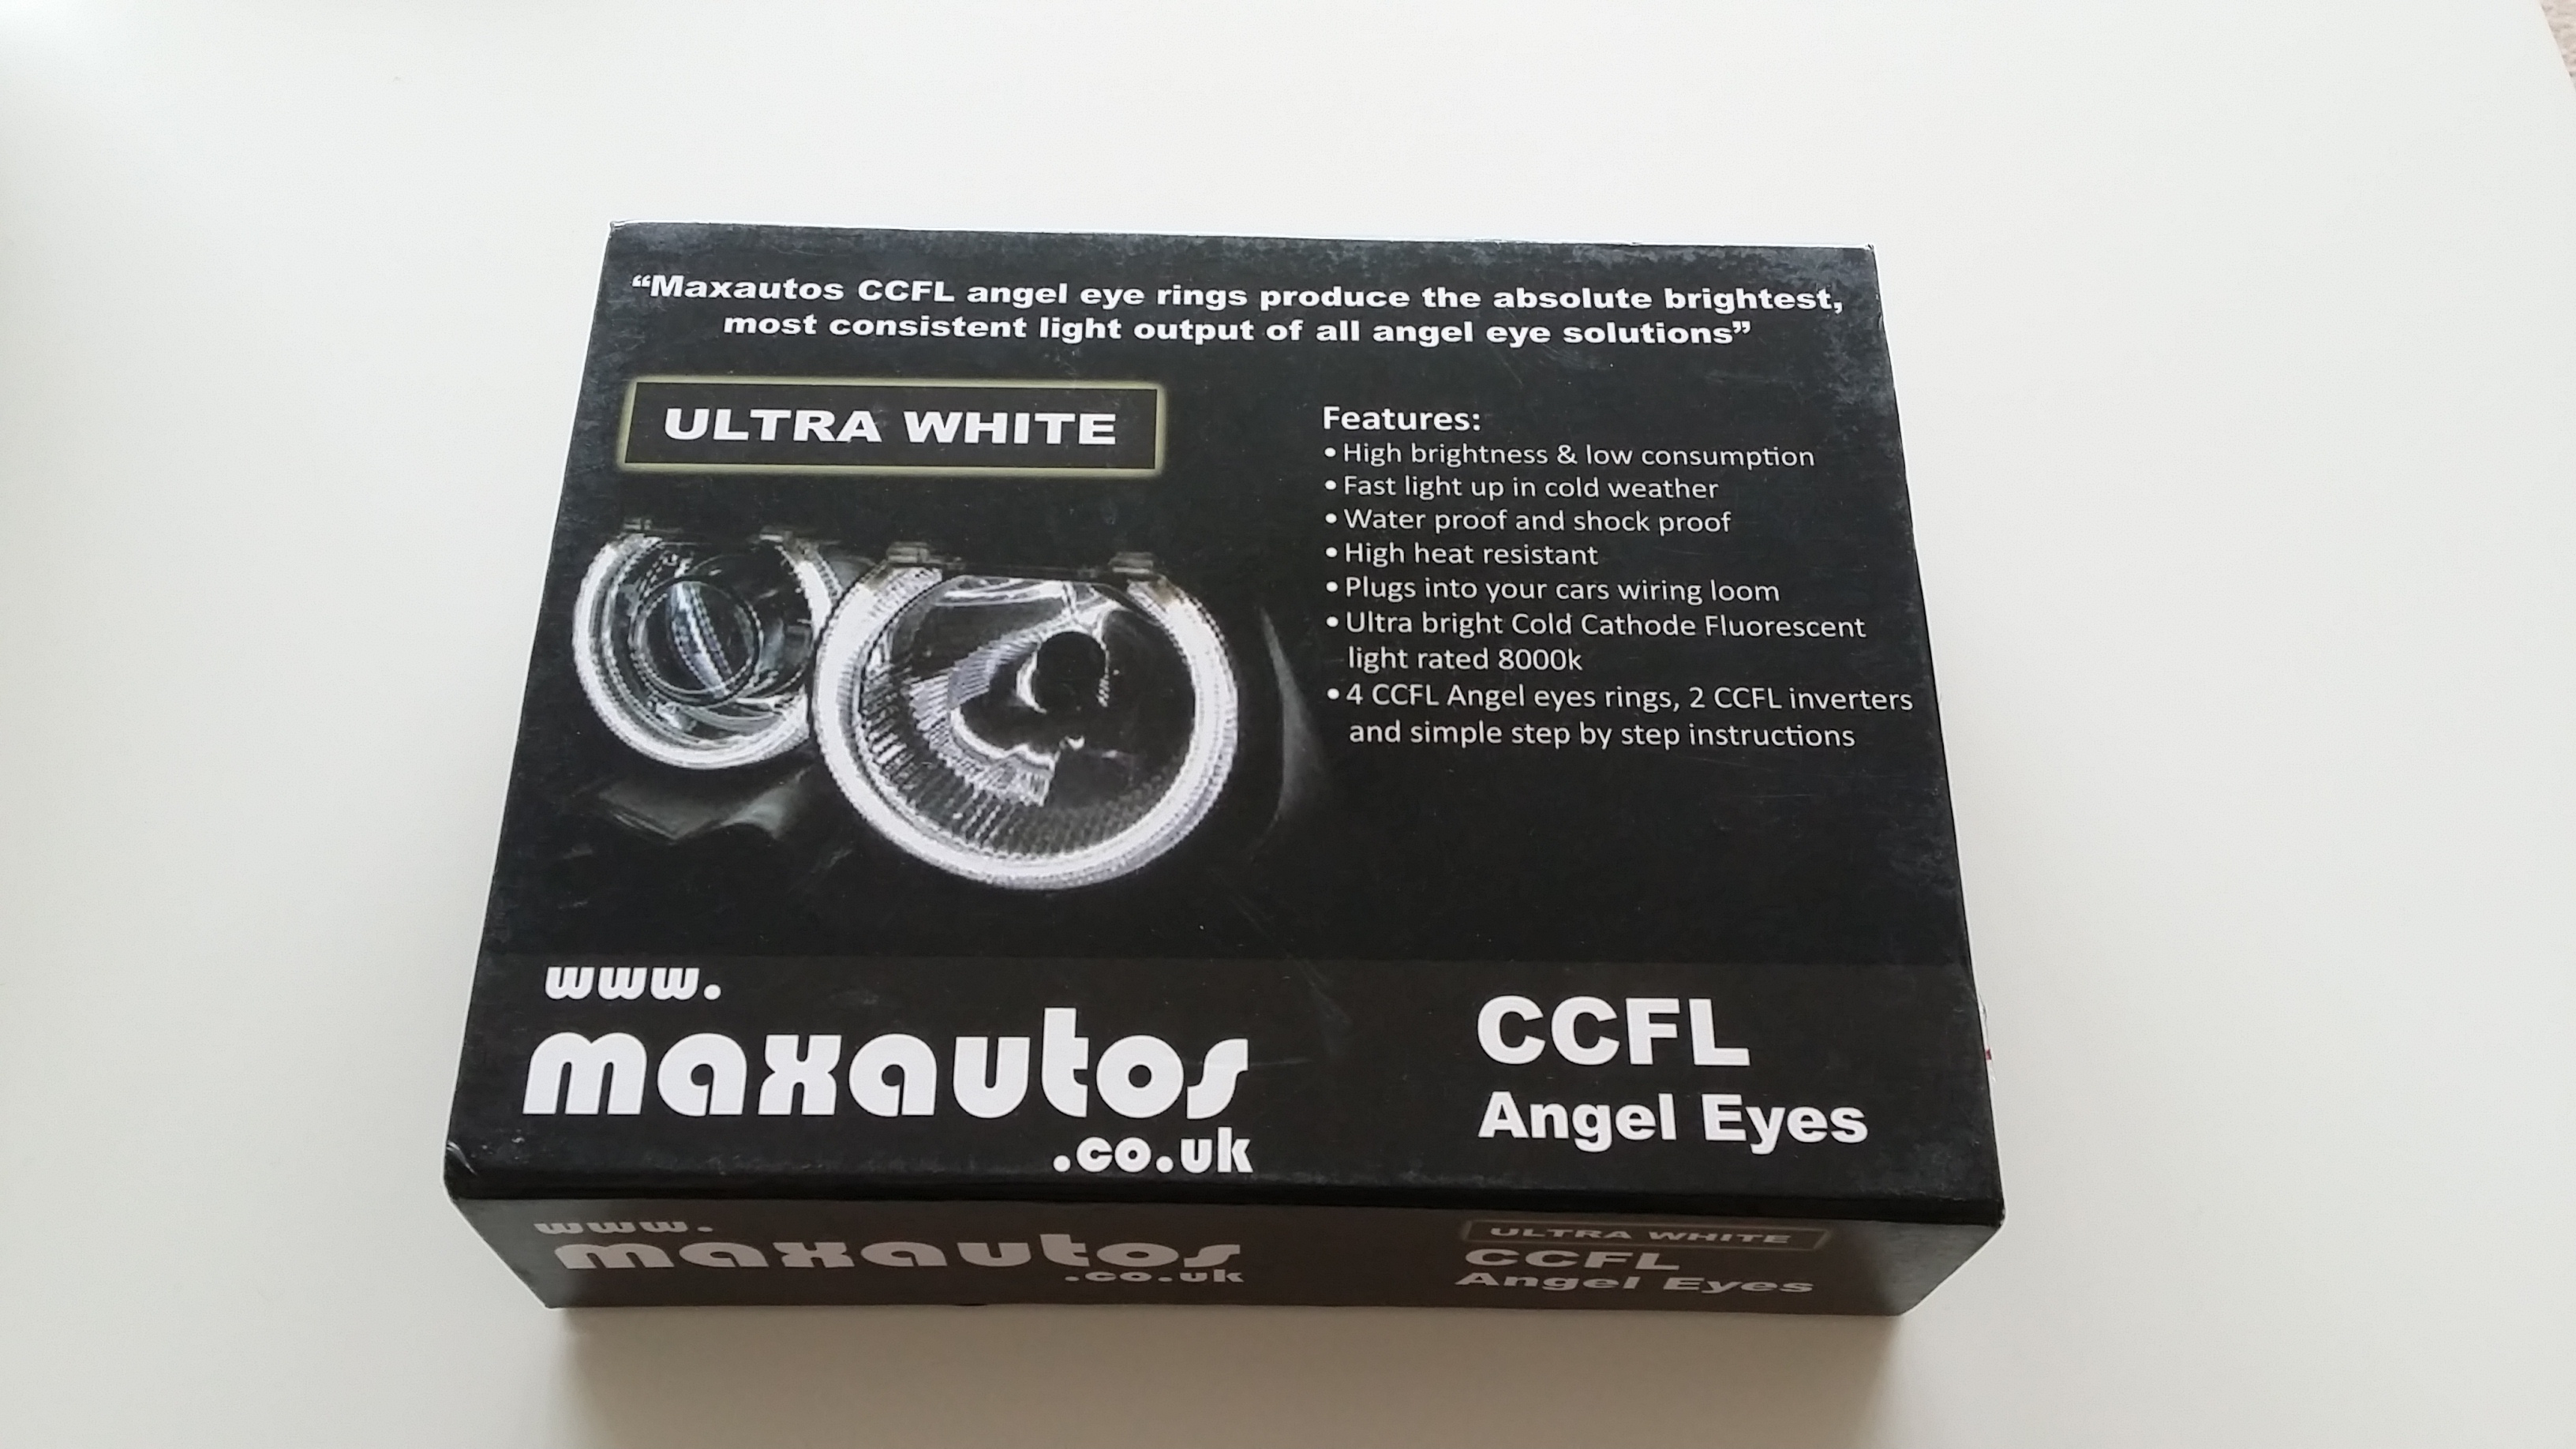 “Maxautos CCFL angel eye rings produce the absolute brightest,
most consistent light output of all angel eye solutions”
ULTRA WHITE
Features:
• High brightness & low consumption
• Fast light up in cold weather
• Water proof and shock proof
• High heat resistant
• Plugs into your cars wiring loom
• Ultra bright Cold Cathode Fluorescent
light rated 8000k
• 4 CCFL Angel eyes rings, 2 CCFL inverters
and simple step by step instructions
www.
maxautos
.co.uk
CCFL
Angel Eyes
www.
maxautos
.co.uk
ULTRA WHITE
CCFL
Angel Eyes